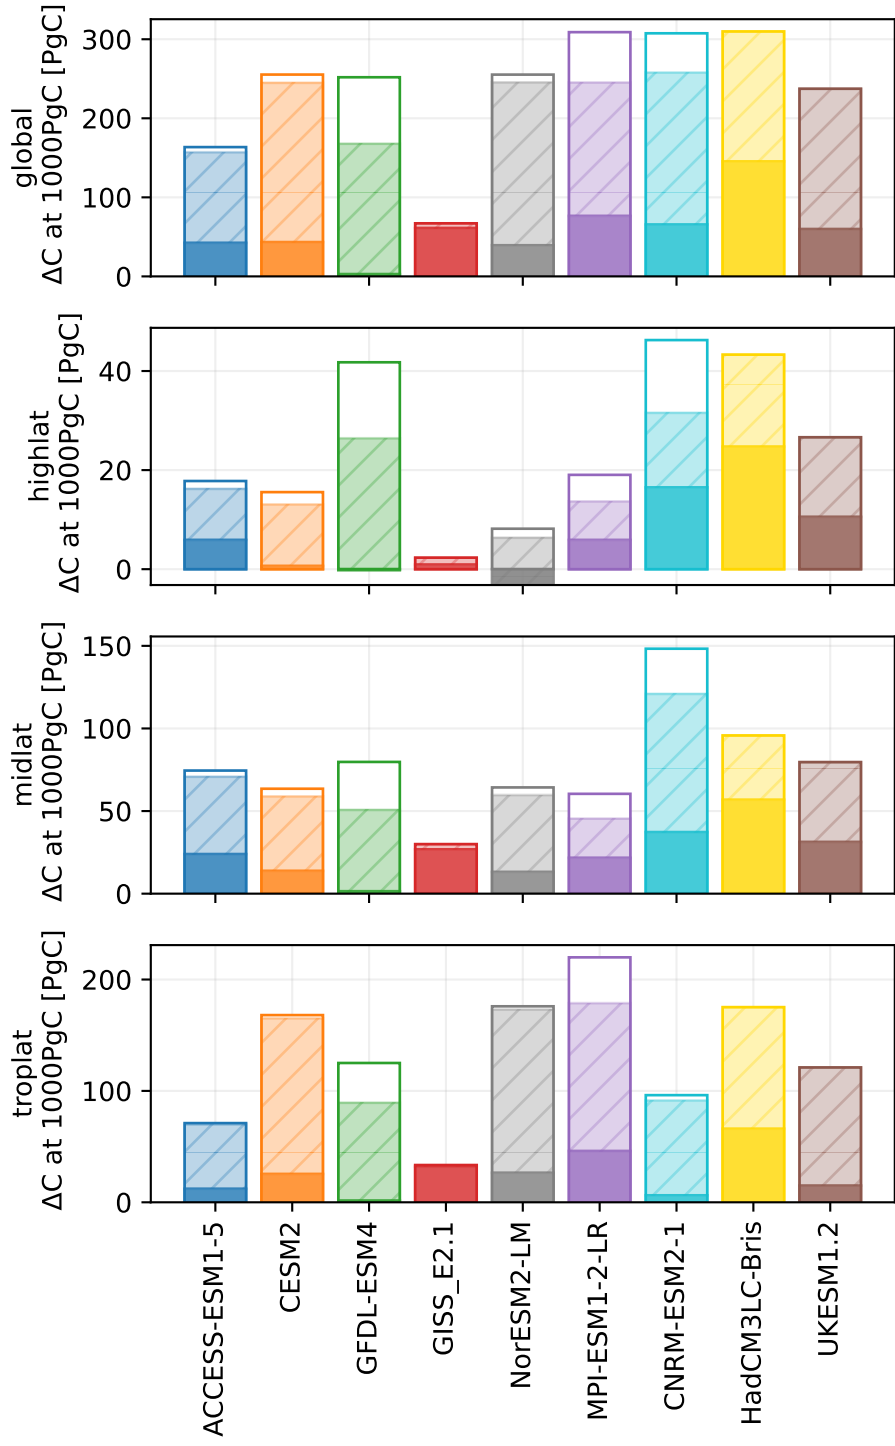 global
ΔC at 1000PgC [PgC]
300
200
100
0
highlat
ΔC at 1000PgC [PgC]
40
20
0
midlat
ΔC at 1000PgC [PgC]
150
100
50
0
troplat
ΔC at 1000PgC [PgC]
200
100
0
ACCESS-ESM1-5
CESM2
GFDL-ESM4
GISS_E2.1
NorESM2-LM
MPI-ESM1-2-LR
CNRM-ESM2-1
HadCM3LC-Bris
UKESM1.2